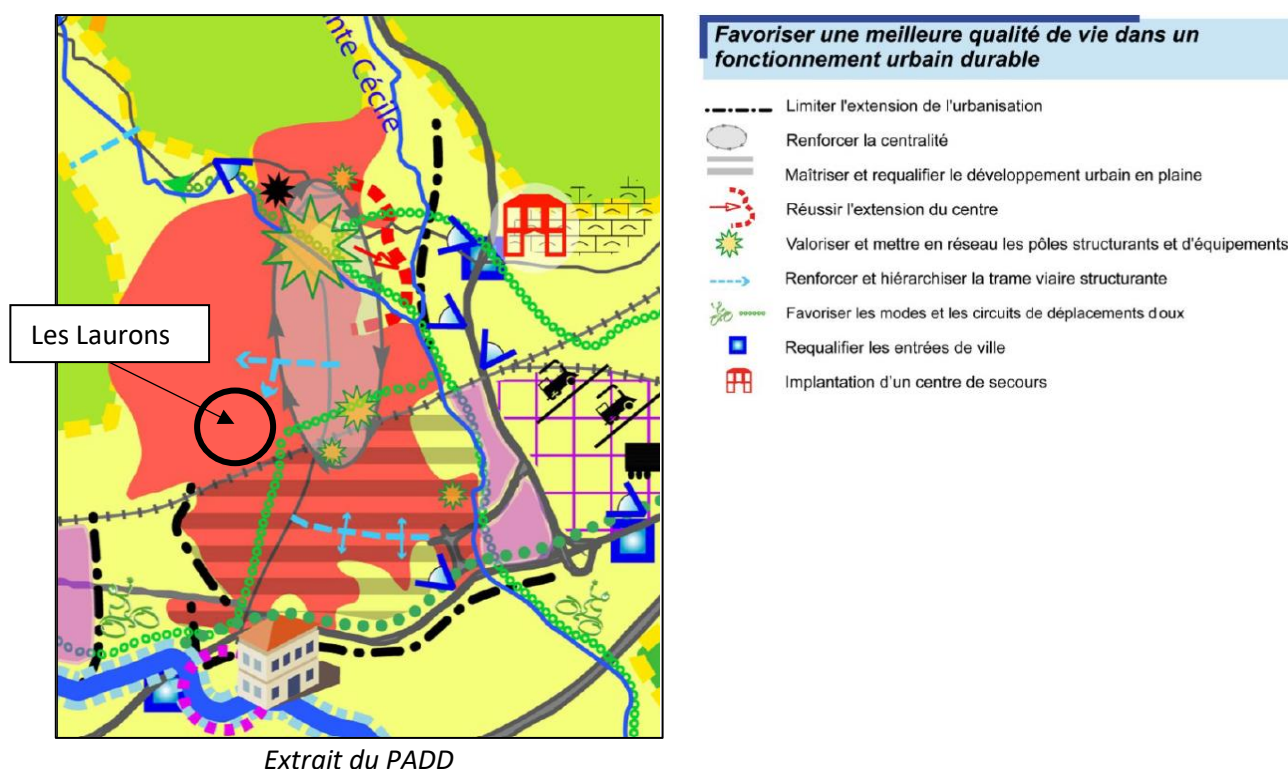 nte Cécile
Les Laurons
Extrait du PADD
Favoriser une meilleure qualité de vie dans un
fonctionnement urbain durable
Limiter l'extension de l'urbanisation
Renforcer la centralité
Maîtriser et requalifier le développement urbain en plaine
Réussir l'extension du centre
Valoriser et mettre en réseau les pôles structurants et d'équipements
Renforcer et hiérarchiser la trame viaire structurante
Favoriser les modes et les circuits de déplacements doux
Requalifier les entrées de ville
Implantation d'un centre de secours